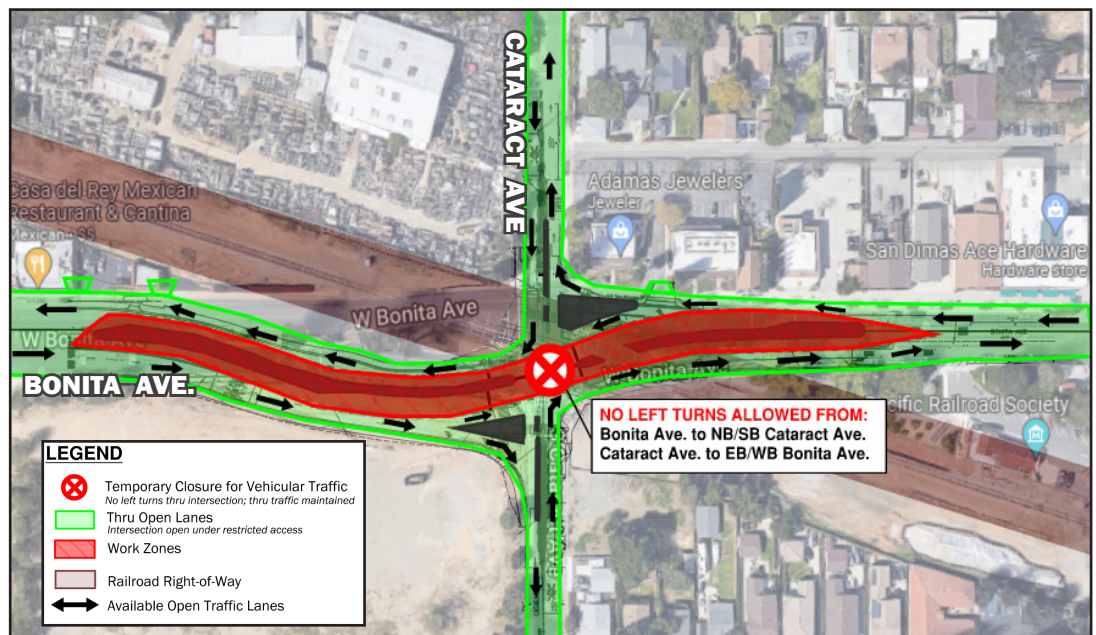 CATARACT AVE
Casa del Rey Mexican
Restaurant & Cantina
Adamas Jewelers
Jeweler
San Dimas Ace Hardware
Hardware store
W Bonita Ave
W Bonita Ave
BONITA AVE.
W Bonita Ave
NO LEFT TURNS ALLOWED FROM:
Bonita Ave. to NB/SB Cataract Ave.
Cataract Ave. to EB/WB Bonita Ave.
cific Railroad Society
LEGEND
Temporary Closure for Vehicular Traffic
No left turns thru intersection; thru traffic maintained
Thru Open Lanes
Intersection open under restricted access
Work Zones
Railroad Right-of-Way
Available Open Traffic Lanes